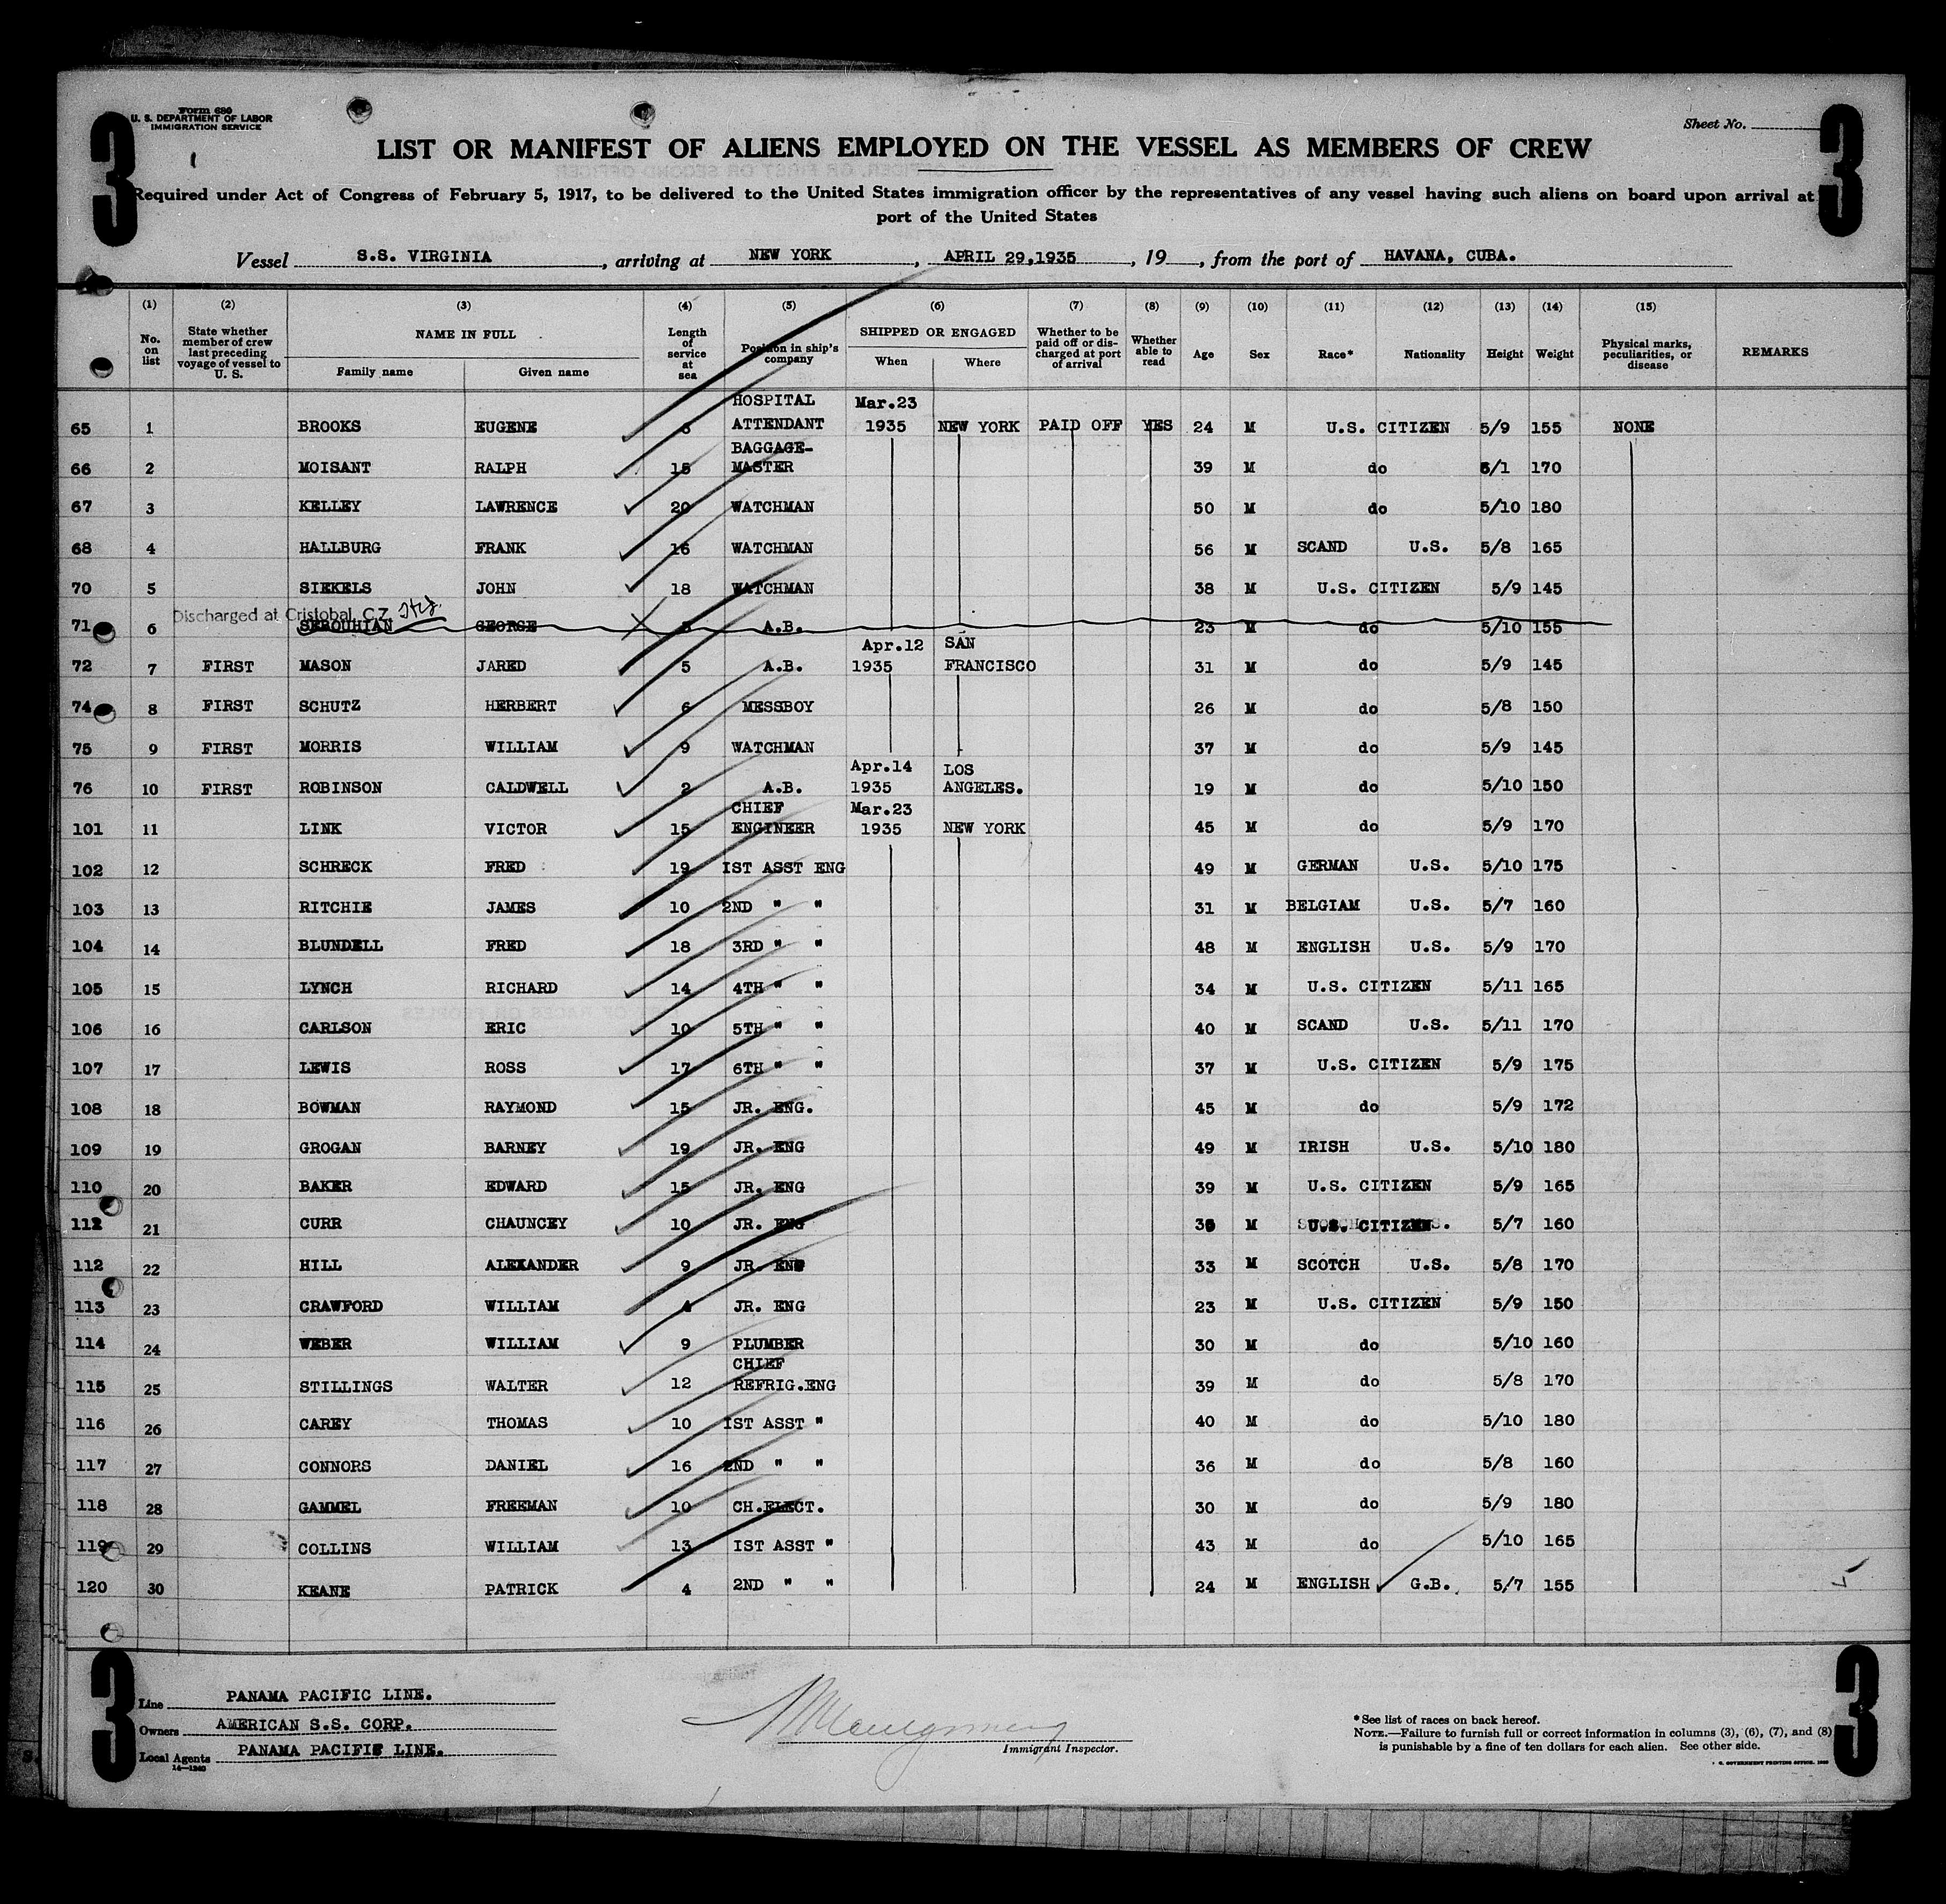 3
Form 680
U. S. DEPARTMENT OF LABOR
IMMIGRATION SERVICE
Sheet No.
3
LIST OR MANIFEST OF ALIENS EMPLOYED ON THE VESSEL AS MEMBERS OF CREW
Required under Act of Congress of February 5, 1917, to be delivered to the United States immigration officer by the representatives of any vessel having such aliens on board upon arrival at
port of the United States
Vessel S.S. VIRGINIA, arriving at NEW YORK, APRIL 29,1935, 19, from the port of HAVANA, CUBA.
(1) (2) (3) (4) (5) (6) (7) (8) (9) (10) (11) (12) (13) (14) (15)
No. on list
State whether member of crew last preceding voyage of vessel to U. S.
NAME IN FULL
Family name
Given name
Length of service at sea
Position in ship's company
SHIPPED OR ENGAGED
When
Where
Whether to be paid off or discharged at port of arrival
Whether able to read
Age
Sex
Race*
Nationality
Height
Weight
Physical marks, peculiarities, or disease
REMARKS
HOSPITAL Mar.23
65 1 BROOKS EUGENE ATTENDANT 1935 NEW YORK PAID OFF YES 24 M U.S. CITIZEN 5/9 155 NONE
BAGGAGE-
66 2 MOISANT RALPH 15 MASTER 39 M do 6/1 170
67 3 KELLEY LAWRENCE 20 WATCHMAN 50 M do 5/10 180
68 4 HALLBURG FRANK 16 WATCHMAN 56 M SCAND U.S. 5/8 165
70 5 SIEKELS JOHN 18 WATCHMAN 38 M U.S. CITIZEN 5/9 145
Discharged at Cristobal, C.Z.
71 6 SEROUHIAN GEORGE A.B. 23 M do 5/10 155
Apr.12 SAN
72 7 FIRST MASON JARED 5 A.B. 1935 FRANCISCO 31 M do 5/9 145
74 8 FIRST SCHUTZ HERBERT 6 MESSBOY 26 M do 5/8 150
75 9 FIRST MORRIS WILLIAM 9 WATCHMAN 37 M do 5/9 145
Apr.14 LOS
76 10 FIRST ROBINSON CALDWELL 2 A.B. 1935 ANGELES. 19 M do 5/10 150
CHIEF Mar.23
101 11 LINK VICTOR 15 ENGINEER 1935 NEW YORK 45 M do 5/9 170
102 12 SCHRECK FRED 19 IST ASST ENG 49 M GERMAN U.S. 5/10 175
103 13 RITCHIE JAMES 10 2ND " " 31 M BELGIAM U.S. 5/7 160
104 14 BLUNDELL FRED 18 3RD " " 48 M ENGLISH U.S. 5/9 170
105 15 LYNCH RICHARD 14 4TH " " 34 M U.S. CITIZEN 5/11 165
106 16 CARLSON ERIC 10 5TH " " 40 M SCAND U.S. 5/11 170
107 17 LEWIS ROSS 17 6TH " " 37 M U.S. CITIZEN 5/9 175
108 18 BOWMAN RAYMOND 15 JR. ENG. 45 M do 5/9 172
109 19 GROGAN BARNEY 19 JR. ENG 49 M IRISH U.S. 5/10 180
110 20 BAKER EDWARD 15 JR. ENG 39 M U.S. CITIZEN 5/9 165
112 21 CURR CHAUNCEY 10 JR. ENG M U.S. CITIZEN 5/7 160
112 22 HILL ALEXANDER 9 JR. ENG 33 M SCOTCH U.S. 5/8 170
113 23 CRAWFORD WILLIAM 4 JR. ENG 23 M U.S. CITIZEN 5/9 150
114 24 WEBER WILLIAM 9 PLUMBER 30 M do 5/10 160
CHIEF
115 25 STILLINGS WALTER 12 REFRIG.ENG 39 M do 5/8 170
116 26 CAREY THOMAS 10 IST ASST " 40 M do 5/10 180
117 27 CONNORS DANIEL 16 2ND " " 36 M do 5/8 160
118 28 GAMMEL FREEMAN 10 CH.ELECT. 30 M do 5/9 180
119 29 COLLINS WILLIAM 13 IST ASST " 43 M do 5/10 165
120 30 KEANE PATRICK 4 2ND " " 24 M ENGLISH G.B. 5/7 155
3
Line PANAMA PACIFIC LINE.
Owners AMERICAN S.S. CORP.
Local Agents PANAMA PACIFIC LINE.
14—1240
Montgomery
Immigrant Inspector.
*See list of races on back hereof.
NOTE.—Failure to furnish full or correct information in columns (3), (6), (7), and (8)
is punishable by a fine of ten dollars for each alien. See other side.
GOVERNMENT PRINTING OFFICE
3